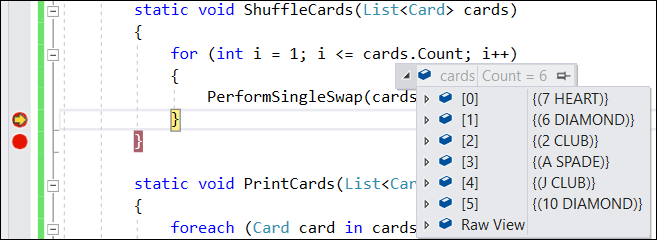 static void ShuffleCards(List<Card> cards)
{
for (int i = 1; i <= cards.Count; i++)
{
cards Count = 6
PerformSingleSwap(cards
[0] {(7 HEART)}
[1] {(6 DIAMOND)}
}
[2] {(2 CLUB)}
}
[3] {(A SPADE)}
static void PrintCards(List<Car
[4] {(J CLUB)}
{
[5] {(10 DIAMOND)}
foreach (Card card in cards
Raw View